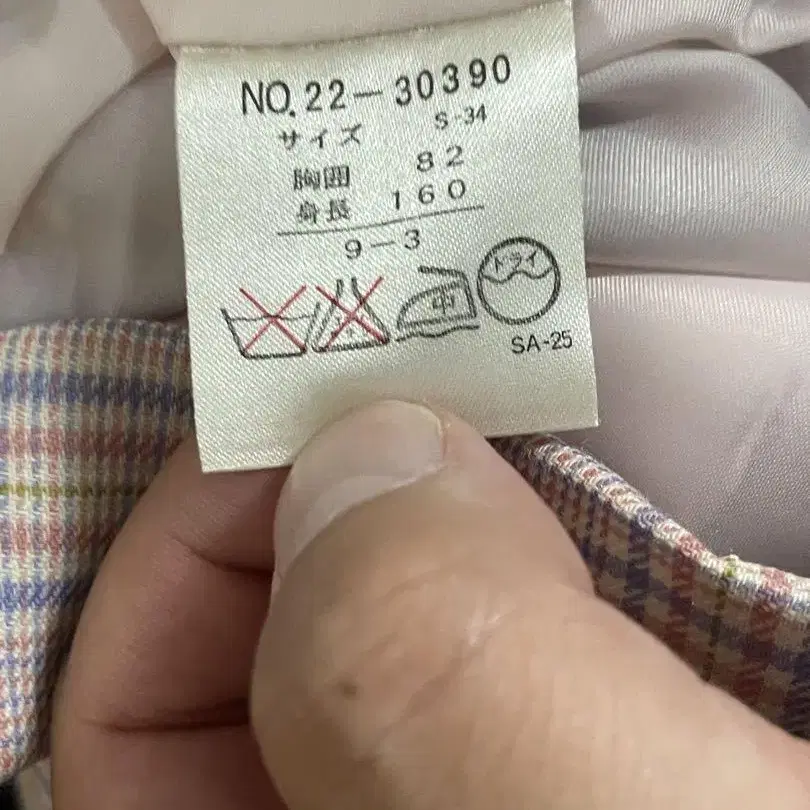 NO.22-30390
サイズ S-34
胸囲 82
身長 160
9-3
中 ドライ
SA-25